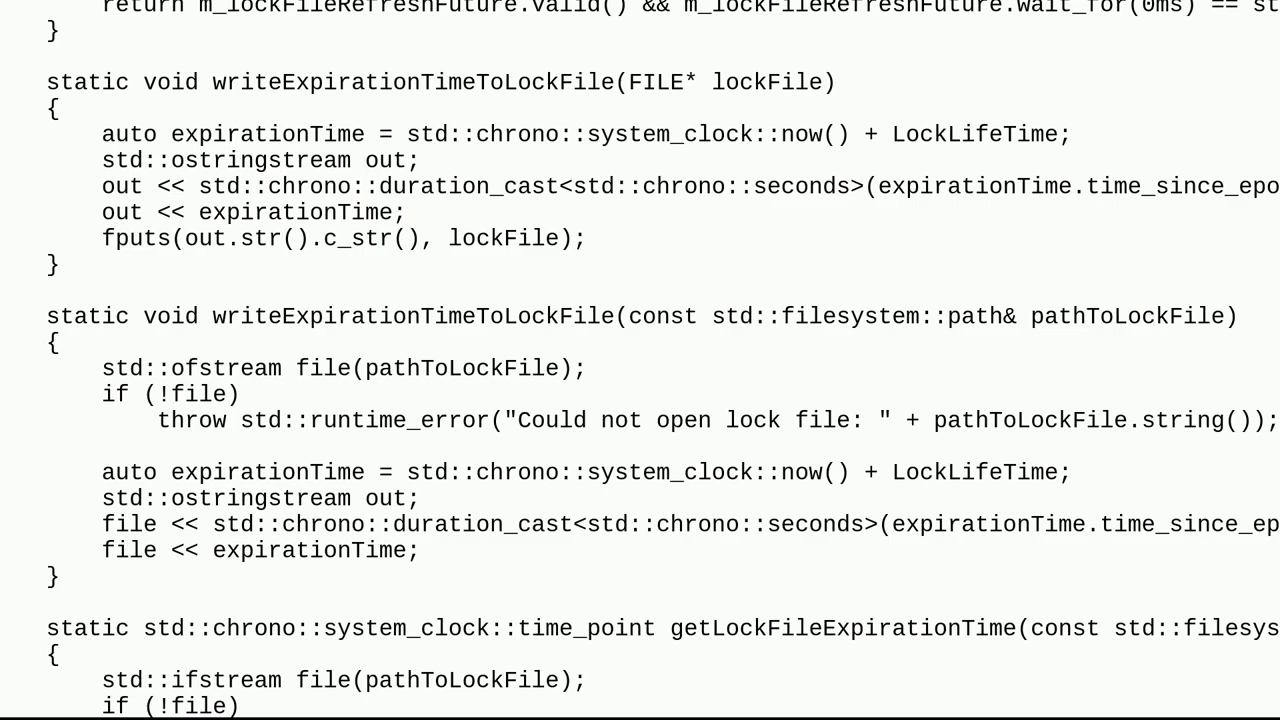 return m_lockFileRefreshFuture.valid() && m_lockFileRefreshFuture.wait_for(0ms) == st
}
static void writeExpirationTimeToLockFile(FILE* lockFile)
{
auto expirationTime = std::chrono::system_clock::now() + LockLifeTime;
std::ostringstream out;
out << std::chrono::duration_cast<std::chrono::seconds>(expirationTime.time_since_epo
out << expirationTime;
fputs(out.str().c_str(), lockFile);
}
static void writeExpirationTimeToLockFile(const std::filesystem::path& pathToLockFile)
{
std::ofstream file(pathToLockFile);
if (!file)
throw std::runtime_error("Could not open lock file: " + pathToLockFile.string());
auto expirationTime = std::chrono::system_clock::now() + LockLifeTime;
std::ostringstream out;
file << std::chrono::duration_cast<std::chrono::seconds>(expirationTime.time_since_ep
file << expirationTime;
}
static std::chrono::system_clock::time_point getLockFileExpirationTime(const std::filesys
{
std::ifstream file(pathToLockFile);
if (!file)